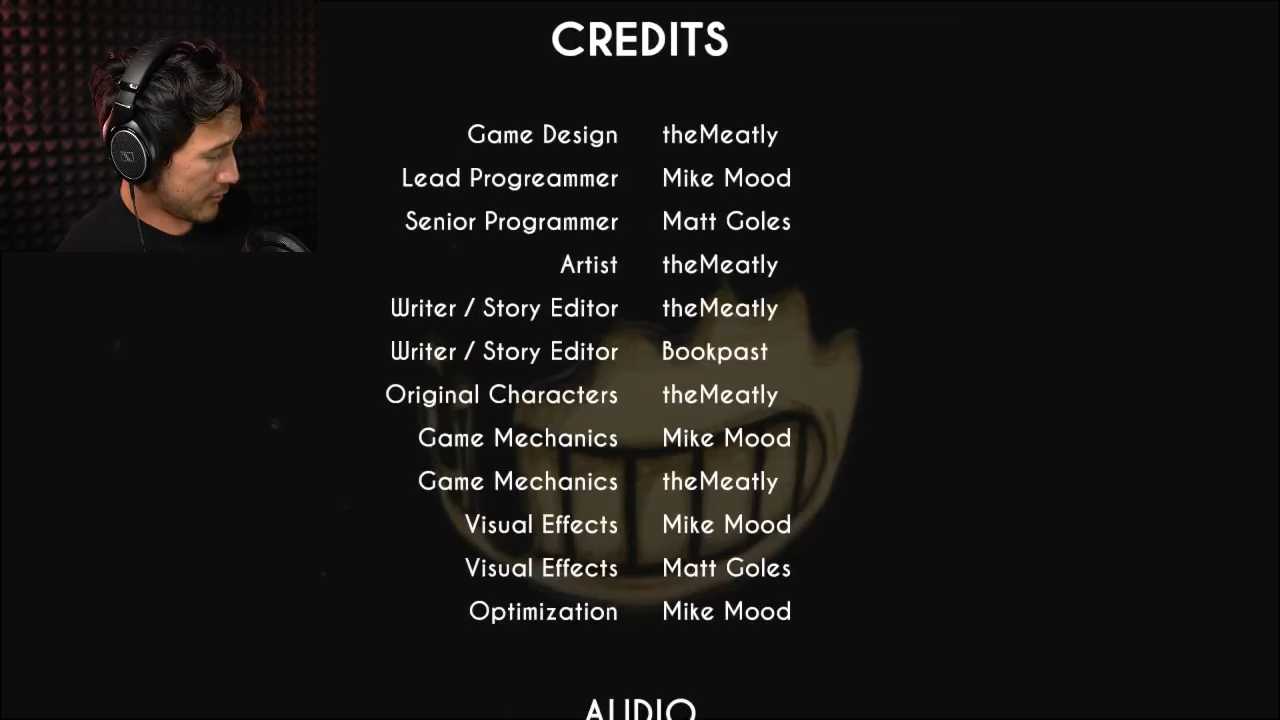 CREDITS
Game Design theMeatly
Lead Progreammer Mike Mood
Senior Programmer Matt Goles
Artist theMeatly
Writer / Story Editor theMeatly
Writer / Story Editor Bookpast
Original Characters theMeatly
Game Mechanics Mike Mood
Game Mechanics theMeatly
Visual Effects Mike Mood
Visual Effects Matt Goles
Optimization Mike Mood
AUDIO